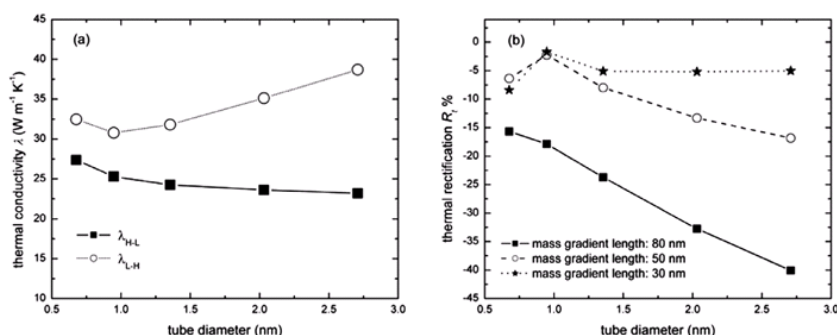 (a)
thermal conductivity λ (W m⁻¹ K⁻¹)
45
40
35
30
25
20
15
10
λH-L
λL-H
0.5 1.0 1.5 2.0 2.5 3.0
tube diameter (nm)
(b)
thermal rectification Rt %
5
0
-5
-10
-15
-20
-25
-30
-35
-40
-45
mass gradient length: 80 nm
mass gradient length: 50 nm
mass gradient length: 30 nm
0.5 1.0 1.5 2.0 2.5 3.0
tube diameter (nm)